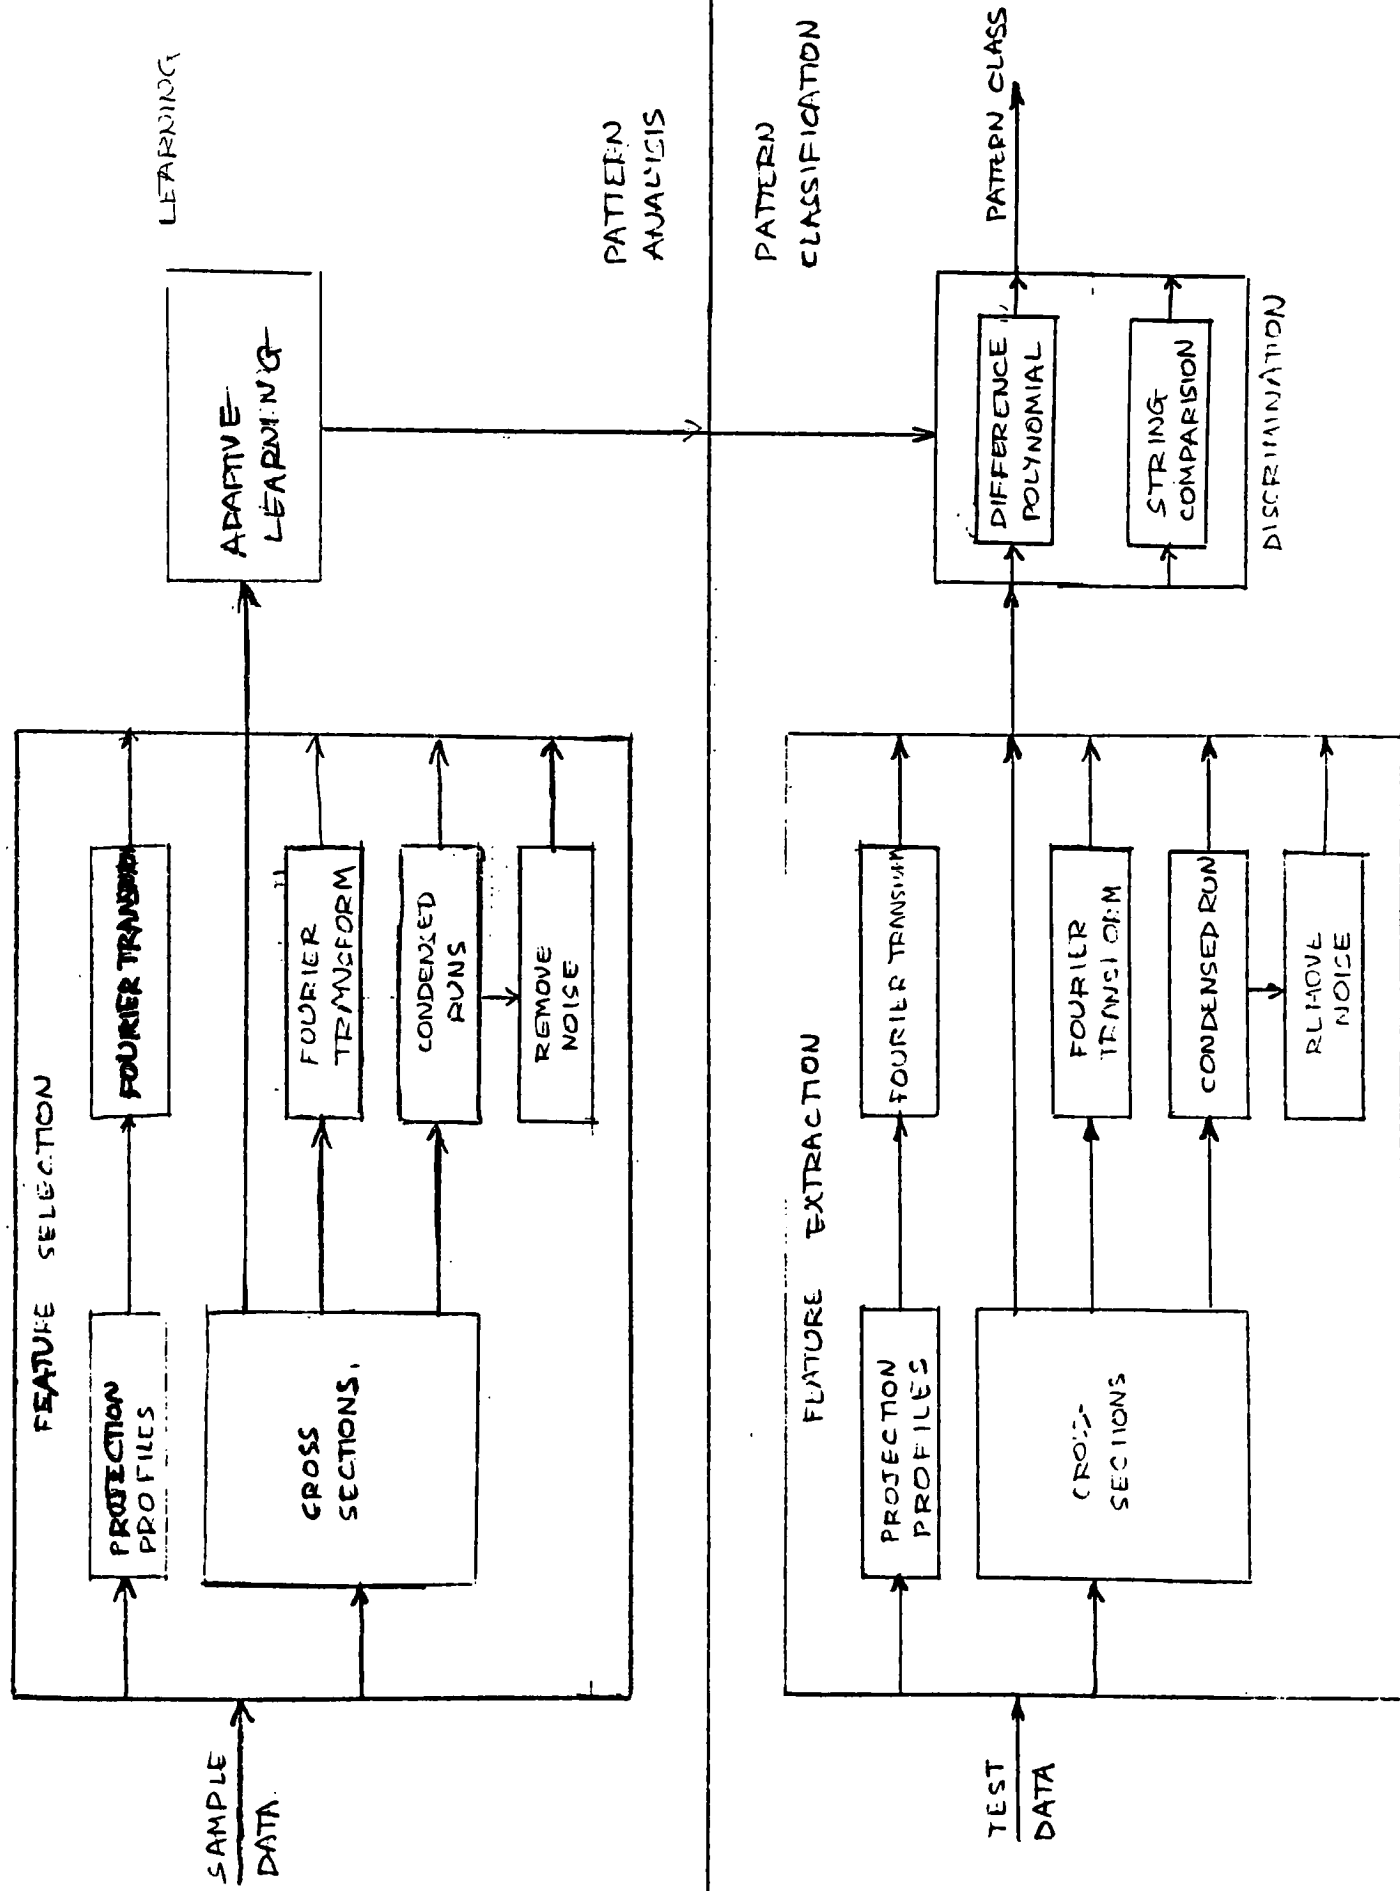 LEARNING
FEATURE SELECTION
PROJECTION
PROFILES
FOURIER TRANSFORM
ADAPTIVE
LEARNING
CROSS
SECTIONS.
FOURIER
TRANSFORM
CONDENSED
RUNS
REMOVE
NOISE
SAMPLE
DATA
PATTERN
ANALYSIS
PATTERN
CLASSIFICATION
FEATURE EXTRACTION
PROJECTION
PROFILES
FOURIER TRANSFORM
CROSS
SECTIONS
FOURIER
TRANSFORM
CONDENSED RUN
REMOVE
NOISE
TEST
DATA
DIFFERENCE
POLYNOMIAL
STRING
COMPARISION
DISCRIMINATION
PATTERN CLASS